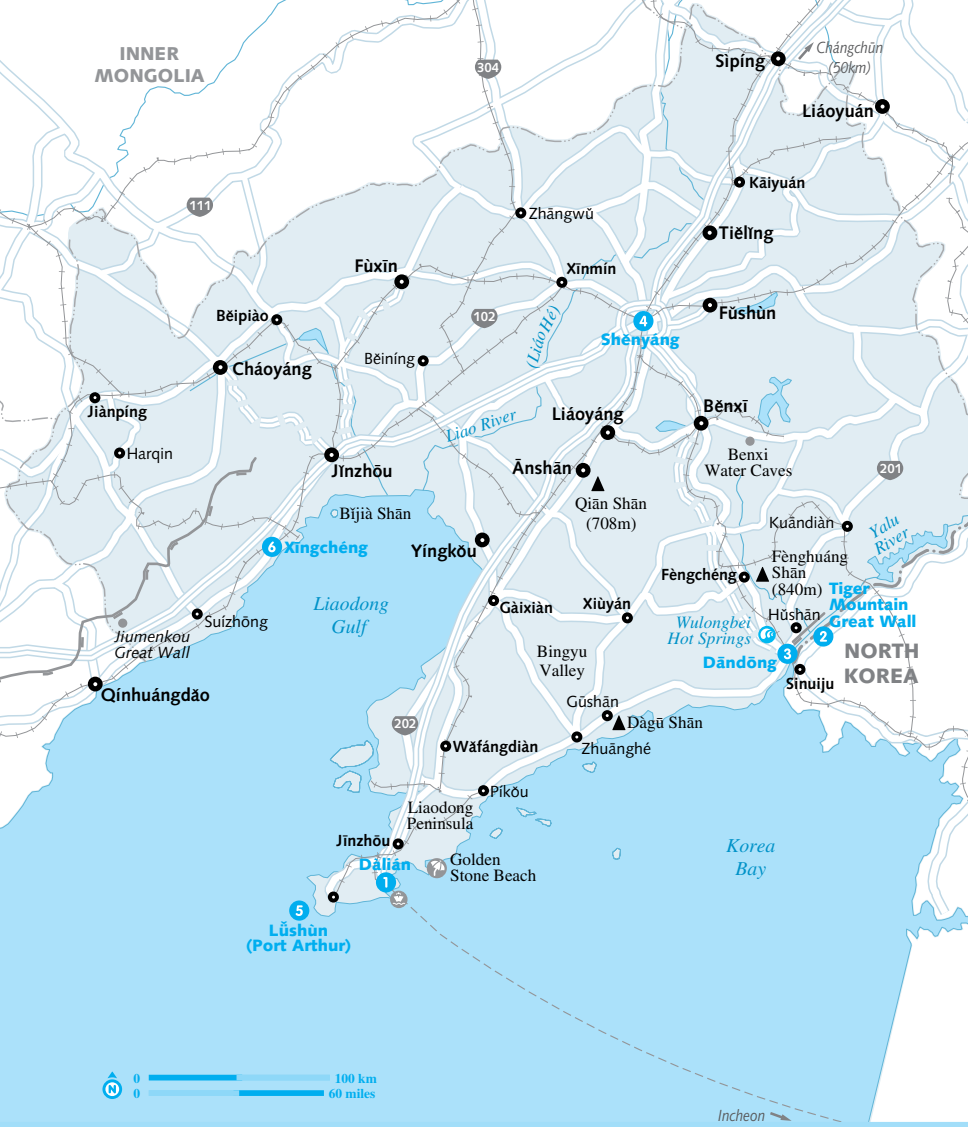 INNER
MONGOLIA
304
Sìpíng
Chángchūn
(50km)
Liáoyuán
111
Kāiyuán
Zhāngwǔ
Tiělǐng
Fùxīn
Xīnmín
Běipiào
102
(Liáo Hé)
Fǔshùn
4
Shěnyáng
Běiníng
Cháoyáng
Jiànpíng
Liáoyáng
Běnxī
Liao River
Harqin
Jǐnzhōu
Ānshān
Benxi
Water Caves
201
Qiān Shān
(708m)
Bǐjià Shān
Kuāndiàn
Yalu
River
6 Xīngchéng
Yíngkǒu
Fèngchéng
Fènghuáng
Shān
(840m)
Liaodong
Gulf
Gàixiàn
Xiùyán
Tiger
Mountain
Great Wall
Suízhōng
Hǔshān
Jiumenkou
Great Wall
Wulongbei
Hot Springs
2
Bingyu
Valley
Dāndōng
3
NORTH
KOREA
Qínhuángdǎo
Sinuiju
Gūshān
202
Dàgū Shān
Wǎfángdiàn
Zhuānghé
Píkǒu
Liaodong
Peninsula
Jīnzhōu
Korea
Bay
Dàlián
1
Golden
Stone Beach
5
Lǚshùn
(Port Arthur)
N
0 100 km
0 60 miles
Incheon